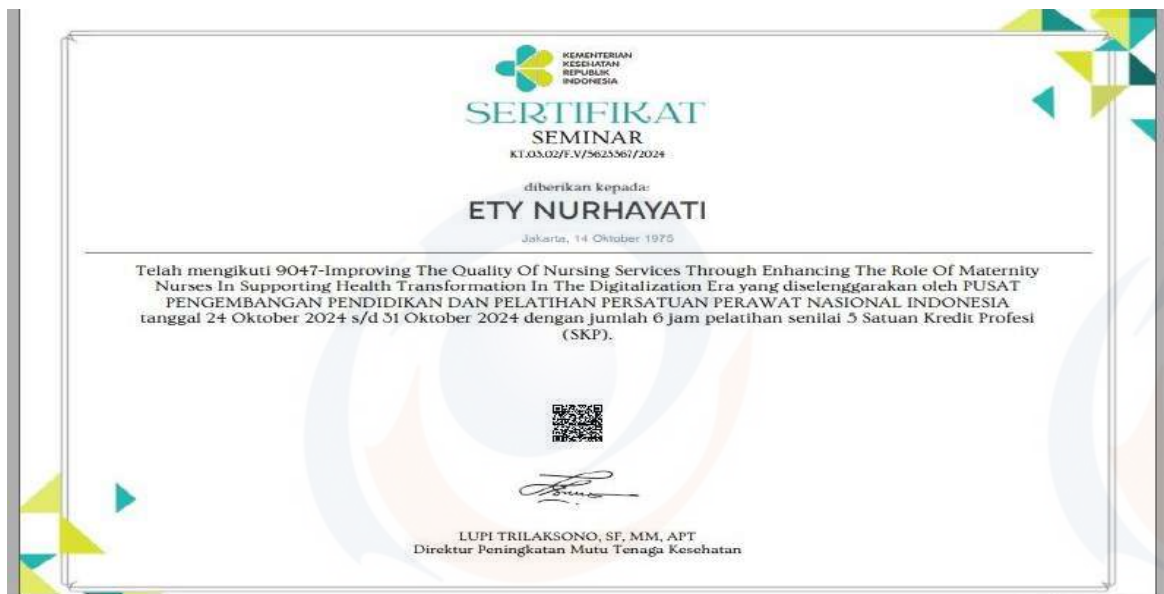 KEMENTERIAN
KESEHATAN
REPUBLIK
INDONESIA
SERTIFIKAT
SEMINAR
KT.03.02/F.V/5623367/2024
diberikan kepada:
ETY NURHAYATI
Jakarta, 14 Oktober 1975
Telah mengikuti 9047-Improving The Quality Of Nursing Services Through Enhancing The Role Of Maternity
Nurses In Supporting Health Transformation In The Digitalization Era yang diselenggarakan oleh PUSAT
PENGEMBANGAN PENDIDIKAN DAN PELATIHAN PERSATUAN PERAWAT NASIONAL INDONESIA
tanggal 24 Oktober 2024 s/d 31 Oktober 2024 dengan jumlah 6 jam pelatihan senilai 3 Satuan Kredit Profesi
(SKP).
LUPI TRILAKSONO, SF, MM, APT
Direktur Peningkatan Mutu Tenaga Kesehatan